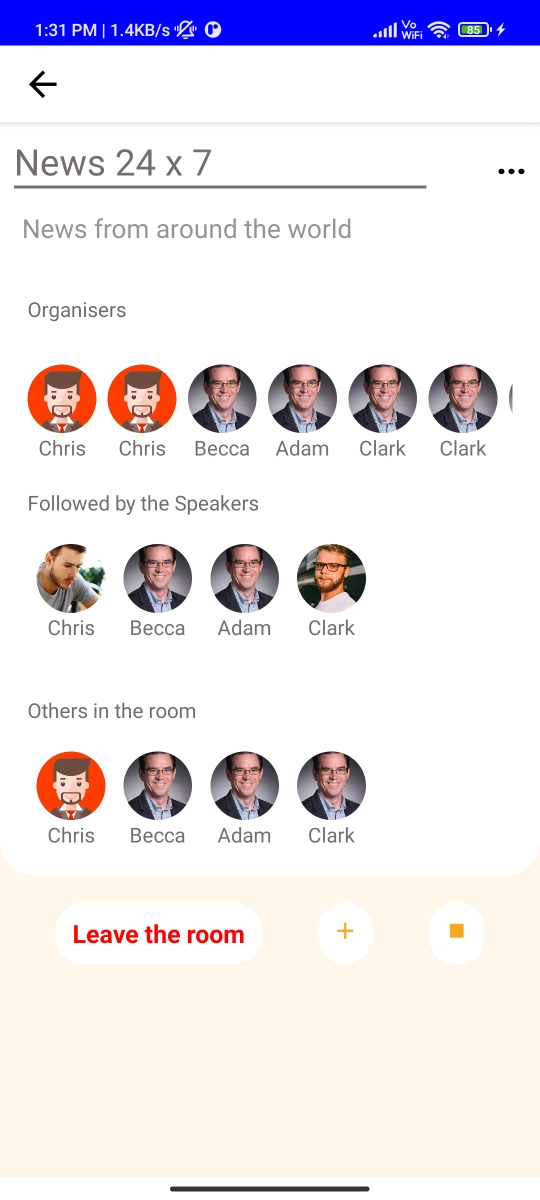 1:31 PM | 1.4KB/s
Vo
WiFi
85
News 24 x 7
News from around the world
Organisers
Chris Chris Becca Adam Clark Clark
Followed by the Speakers
Chris Becca Adam Clark
Others in the room
Chris Becca Adam Clark
Leave the room